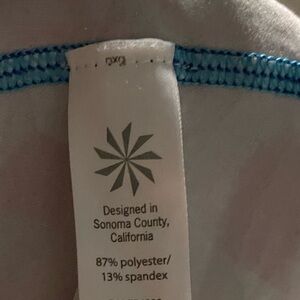 Designed in
Sonoma County,
California
87% polyester/
13% spandex